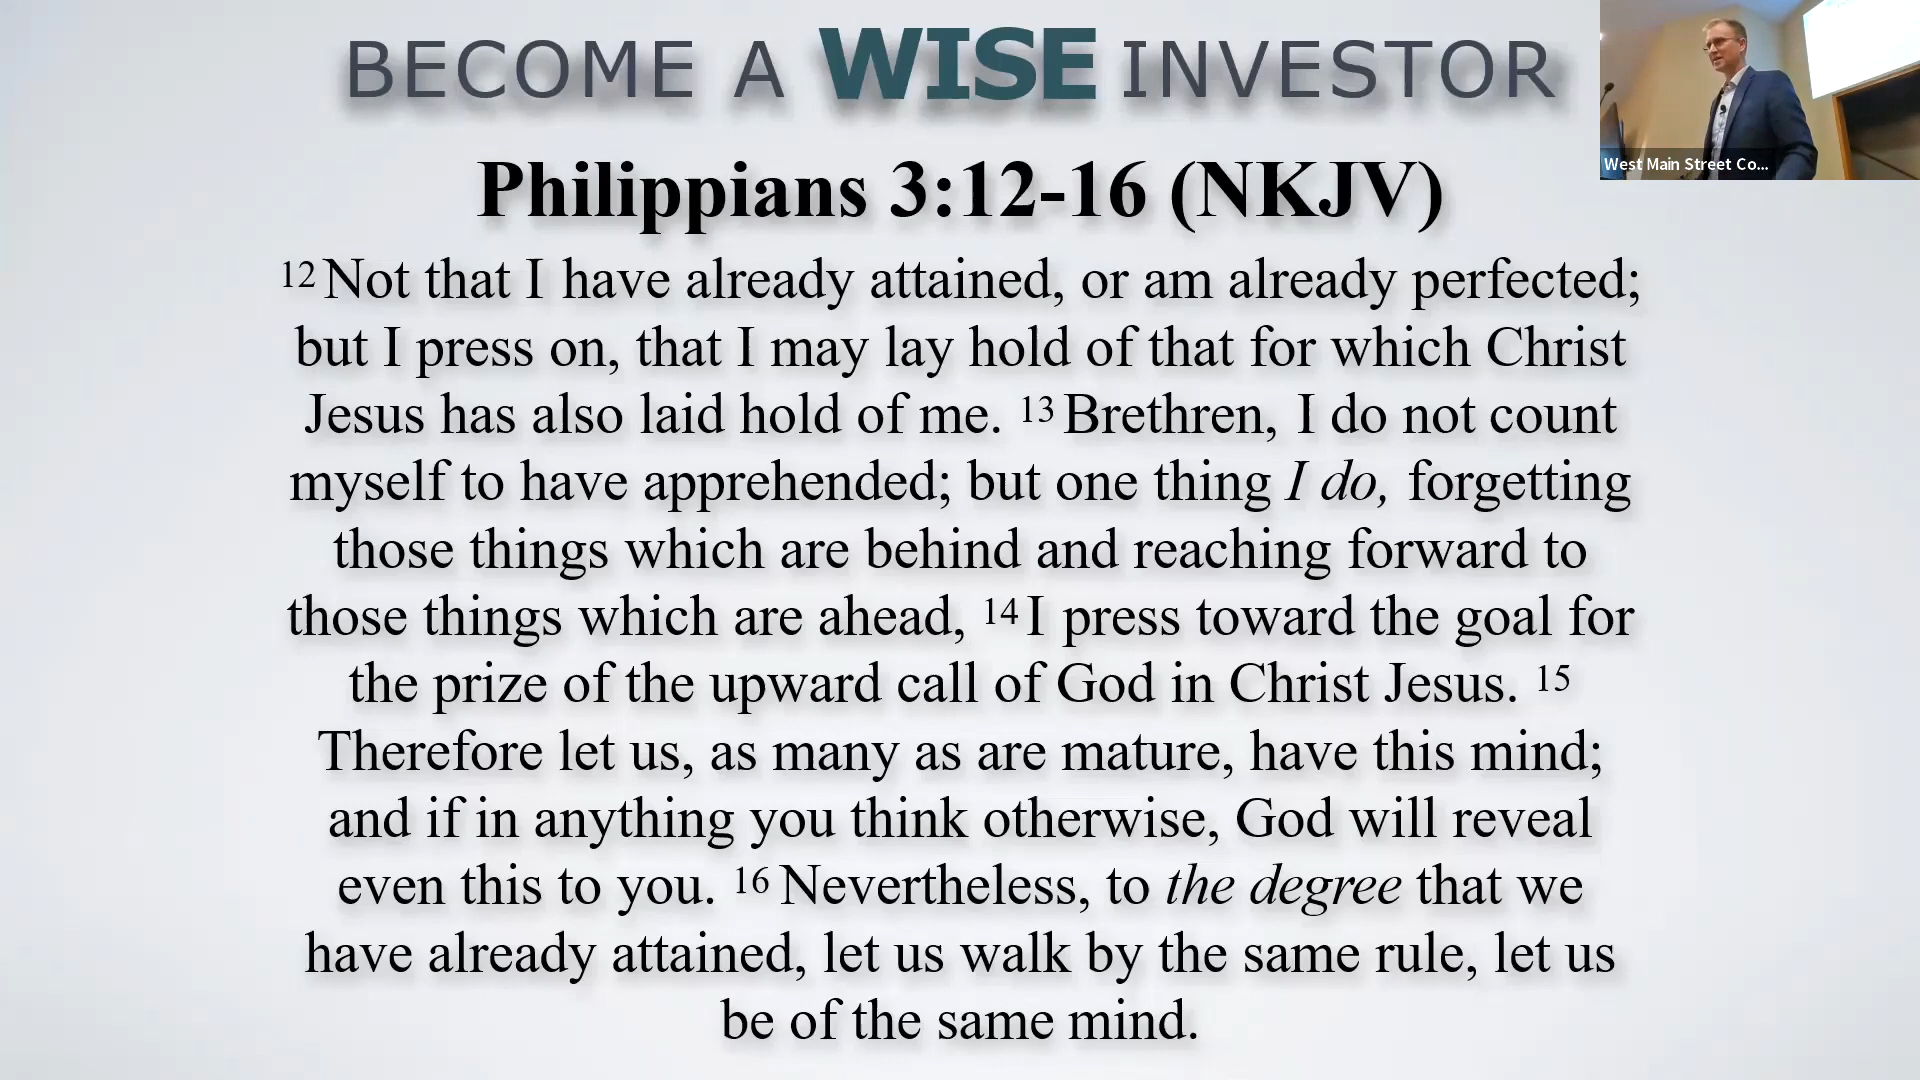 BECOME A WISE INVESTOR
West Main Street Co...
Philippians 3:12-16 (NKJV)
12 Not that I have already attained, or am already perfected;
but I press on, that I may lay hold of that for which Christ
Jesus has also laid hold of me. 13 Brethren, I do not count
myself to have apprehended; but one thing I do, forgetting
those things which are behind and reaching forward to
those things which are ahead, 14 I press toward the goal for
the prize of the upward call of God in Christ Jesus. 15
Therefore let us, as many as are mature, have this mind;
and if in anything you think otherwise, God will reveal
even this to you. 16 Nevertheless, to the degree that we
have already attained, let us walk by the same rule, let us
be of the same mind.